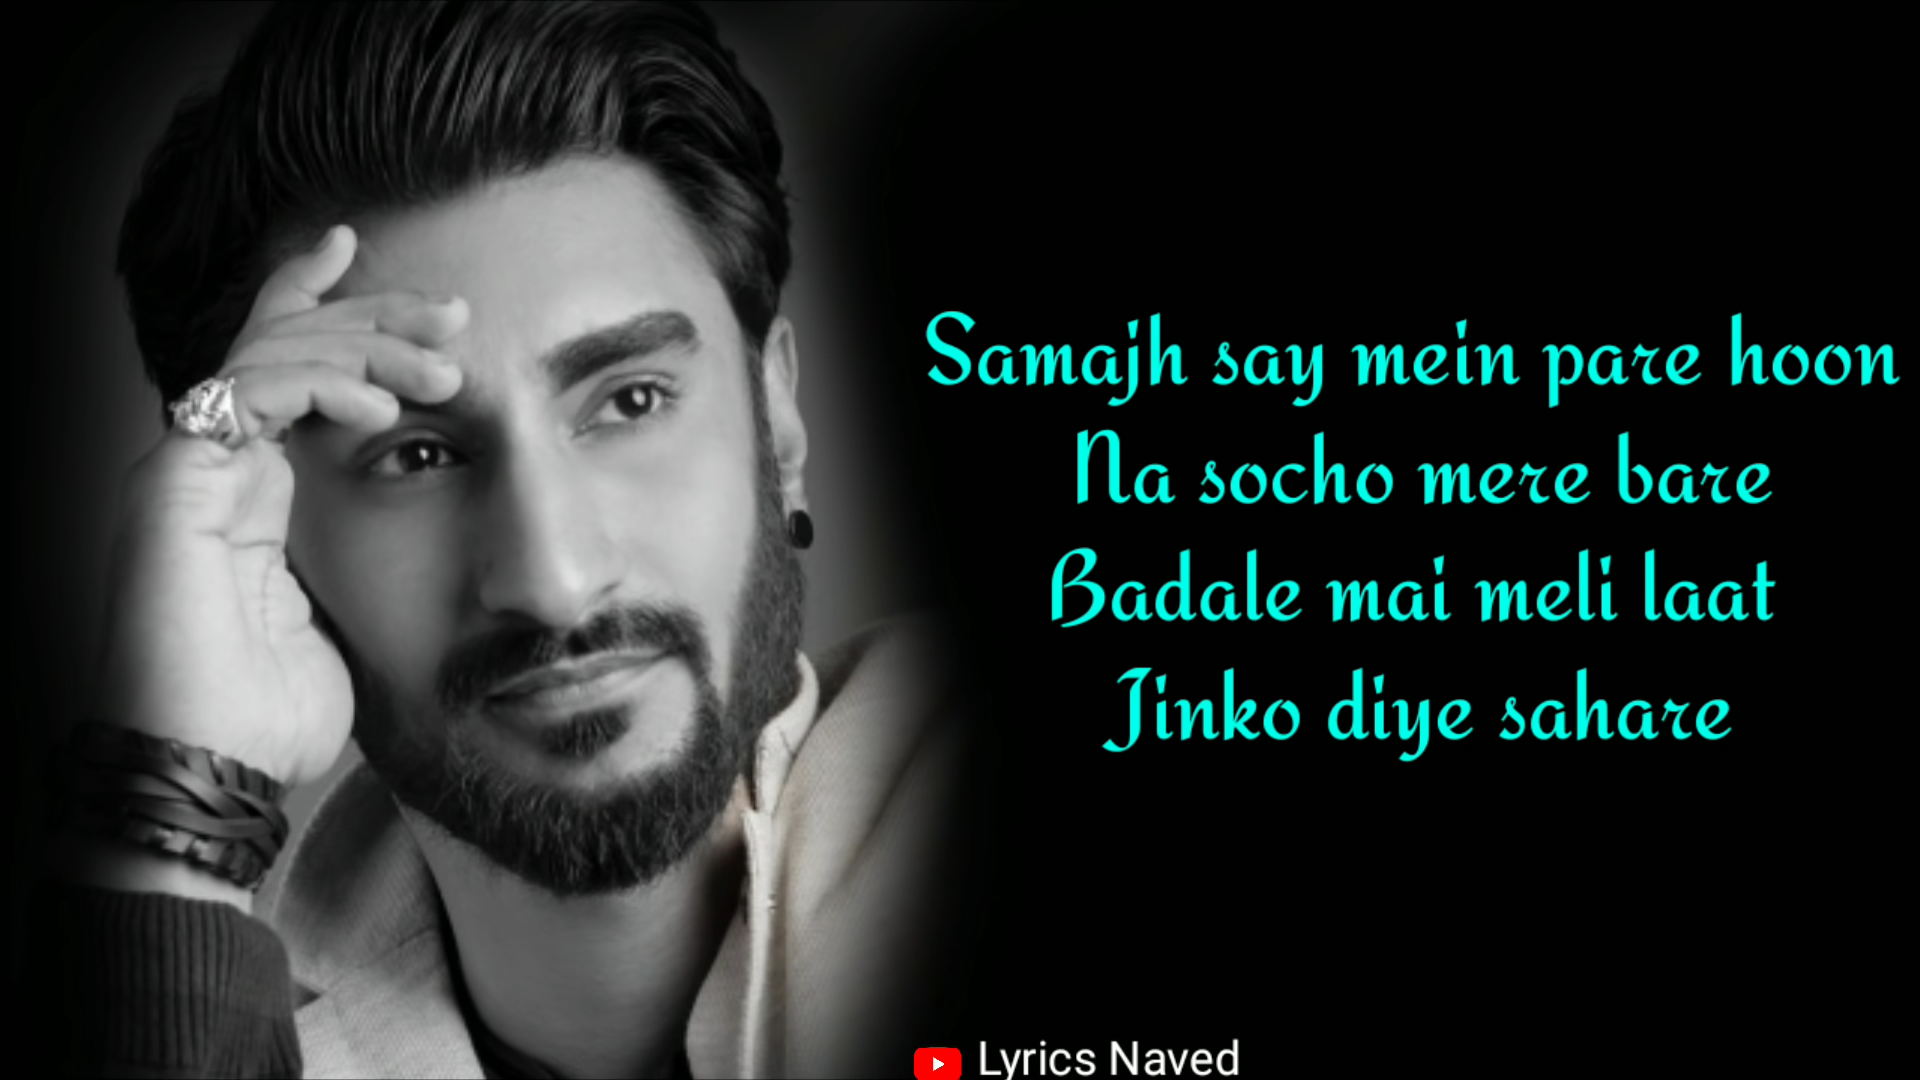 Samajh say mein pare hoon
Na socho mere bare
Badale mai meli laat
Jinko diye sahare
Lyrics Naved